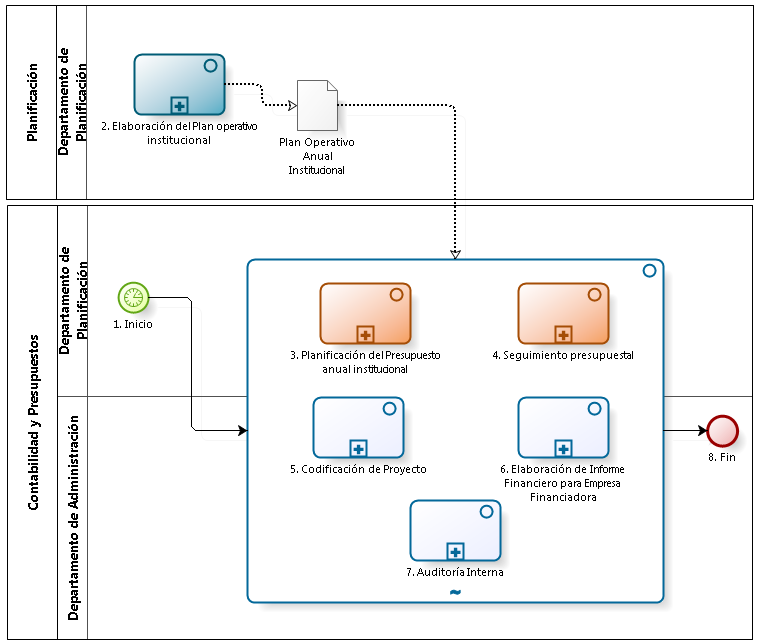 Planificación
Departamento de
Planificación
2. Elaboración del Plan operativo
institucional
Plan Operativo
Anual
Institucional
Contabilidad y Presupuestos
Departamento de
Planificación
1. Inicio
3. Planificación del Presupuesto
anual institucional
4. Seguimiento presupuestal
Departamento de Administración
5. Codificación de Proyecto
6. Elaboración de Informe
Financiero para Empresa
Financiadora
7. Auditoría Interna
8. Fin